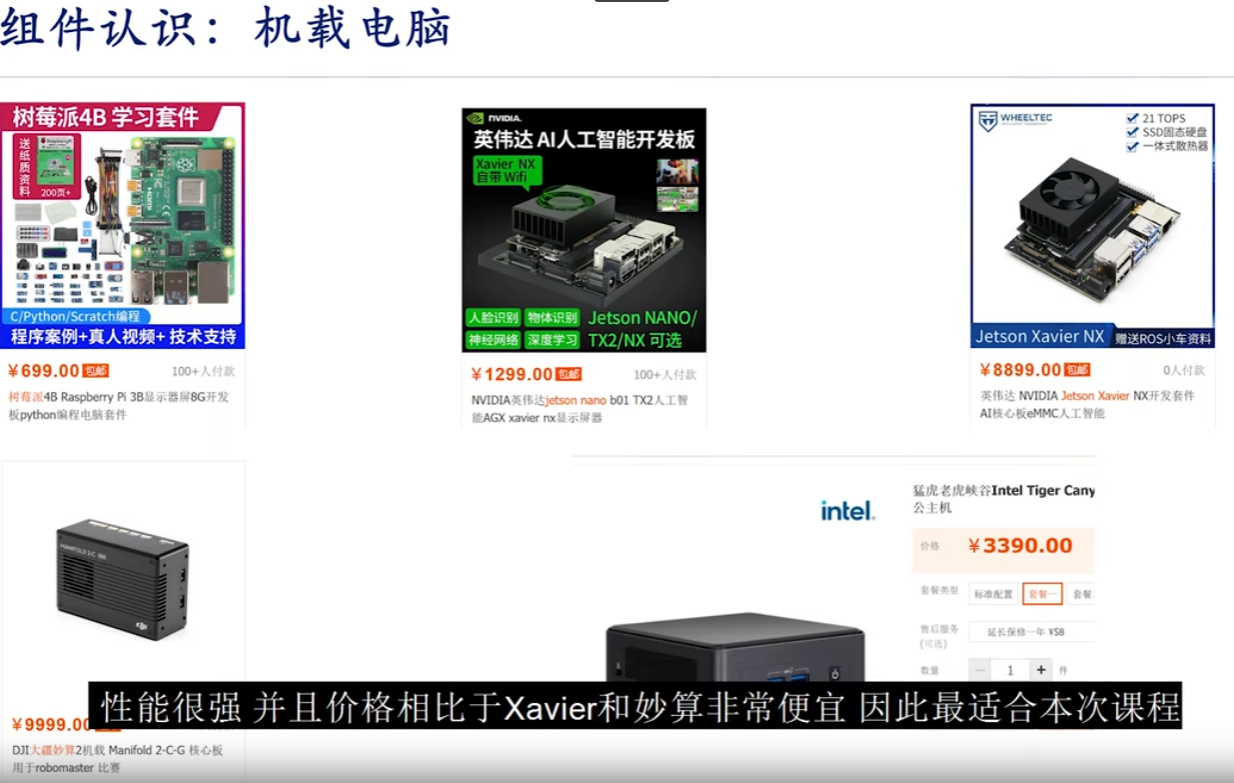 组件认识：机载电脑
树莓派4B 学习套件
送纸质资料
200页+
C/Python/Scratch编程
程序案例+真人视频+ 技术支持
￥699.00 包邮 100+人付款
树莓派4B Raspberry Pi 3B显示器屏8G开发
板python编程电脑套件
NVIDIA.
英伟达 AI人工智能开发板
Xavier NX
自带 Wifi
人脸识别 物体识别 Jetson NANO/
神经网络 深度学习 TX2/NX 可选
￥1299.00 包邮 100+人付款
NVIDIA英伟达jetson nano b01 TX2人工智
能AGX xavier nx显示屏器
WHEELTEC
21 TOPS
SSD固态硬盘
一体式散热器
Jetson Xavier NX 赠送ROS小车资料
￥8899.00 包邮 0人付款
英伟达 NVIDIA Jetson Xavier NX开发套件
AI核心板eMMC人工智能
MANIFOLD 2-C
dji
￥9999.00
DJI大疆妙算2机载 Manifold 2-C-G 核心板
用于robomaster 比赛
intel.
猛虎老虎峡谷Intel Tiger Cany
公主机
价格 ￥3390.00
套餐类型 标准配置 套餐一 套餐
售后服务 延长保修一年 ¥58
(可选)
数量 − 1 + 件
性能很强 并且价格相比于Xavier和妙算非常便宜 因此最适合本次课程